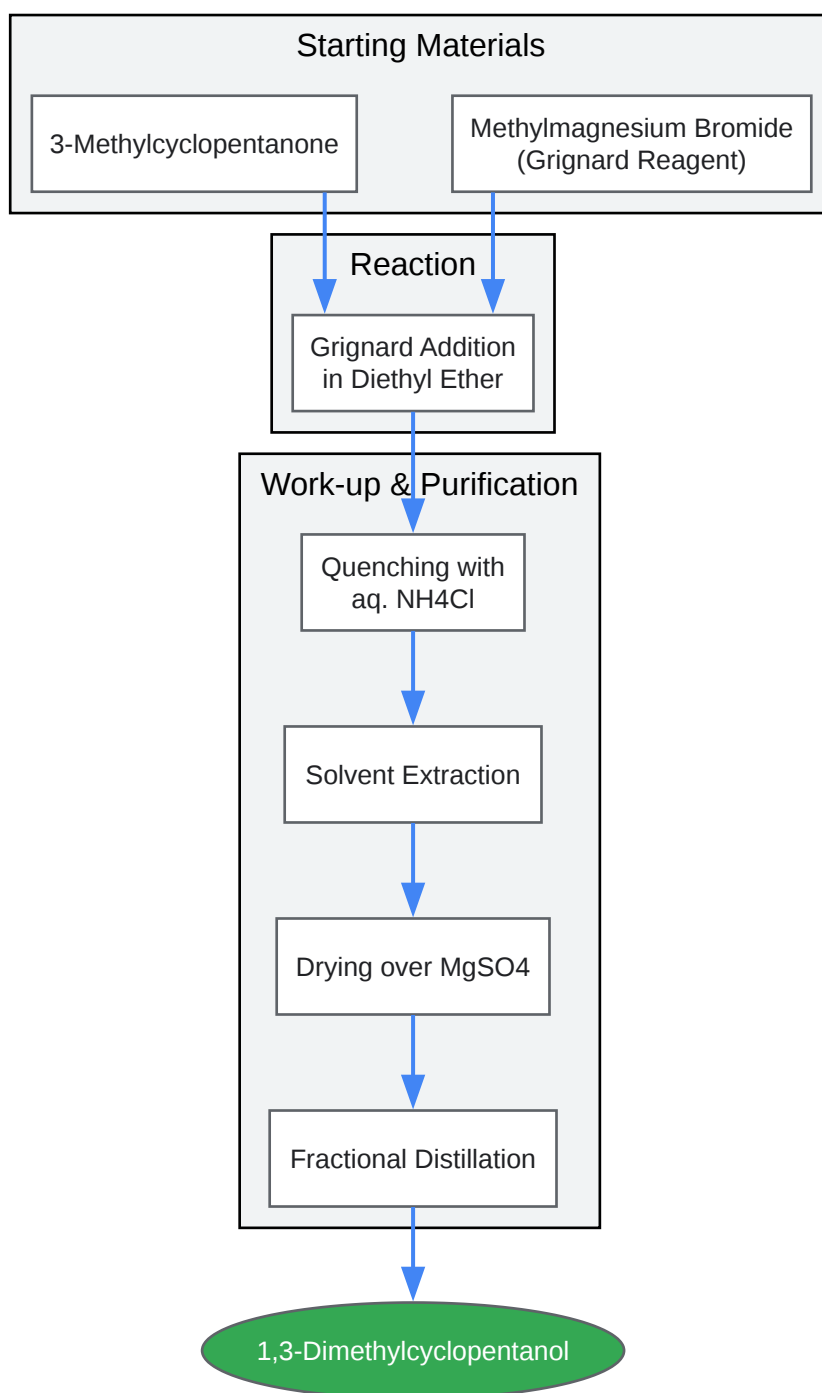 Starting Materials
3-Methylcyclopentanone
Methylmagnesium Bromide
(Grignard Reagent)
Reaction
Grignard Addition
in Diethyl Ether
Work-up & Purification
Quenching with
aq. NH4Cl
Solvent Extraction
Drying over MgSO4
Fractional Distillation
1,3-Dimethylcyclopentanol